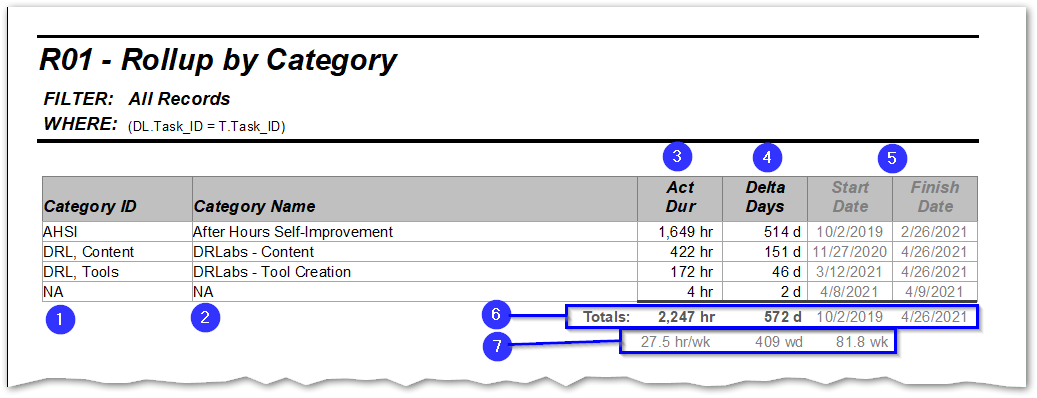 R01 - Rollup by Category
FILTER: All Records
WHERE: (DL.Task_ID = T.Task_ID)
3 4 5
Category ID Category Name Act Dur Delta Days Start Date Finish Date
AHSI After Hours Self-Improvement 1,649 hr 514 d 10/2/2019 2/26/2021
DRL, Content DRLabs - Content 422 hr 151 d 11/27/2020 4/26/2021
DRL, Tools DRLabs - Tool Creation 172 hr 46 d 3/12/2021 4/26/2021
NA NA 4 hr 2 d 4/8/2021 4/9/2021
1 2
6 Totals: 2,247 hr 572 d 10/2/2019 4/26/2021
7 27.5 hr/wk 409 wd 81.8 wk